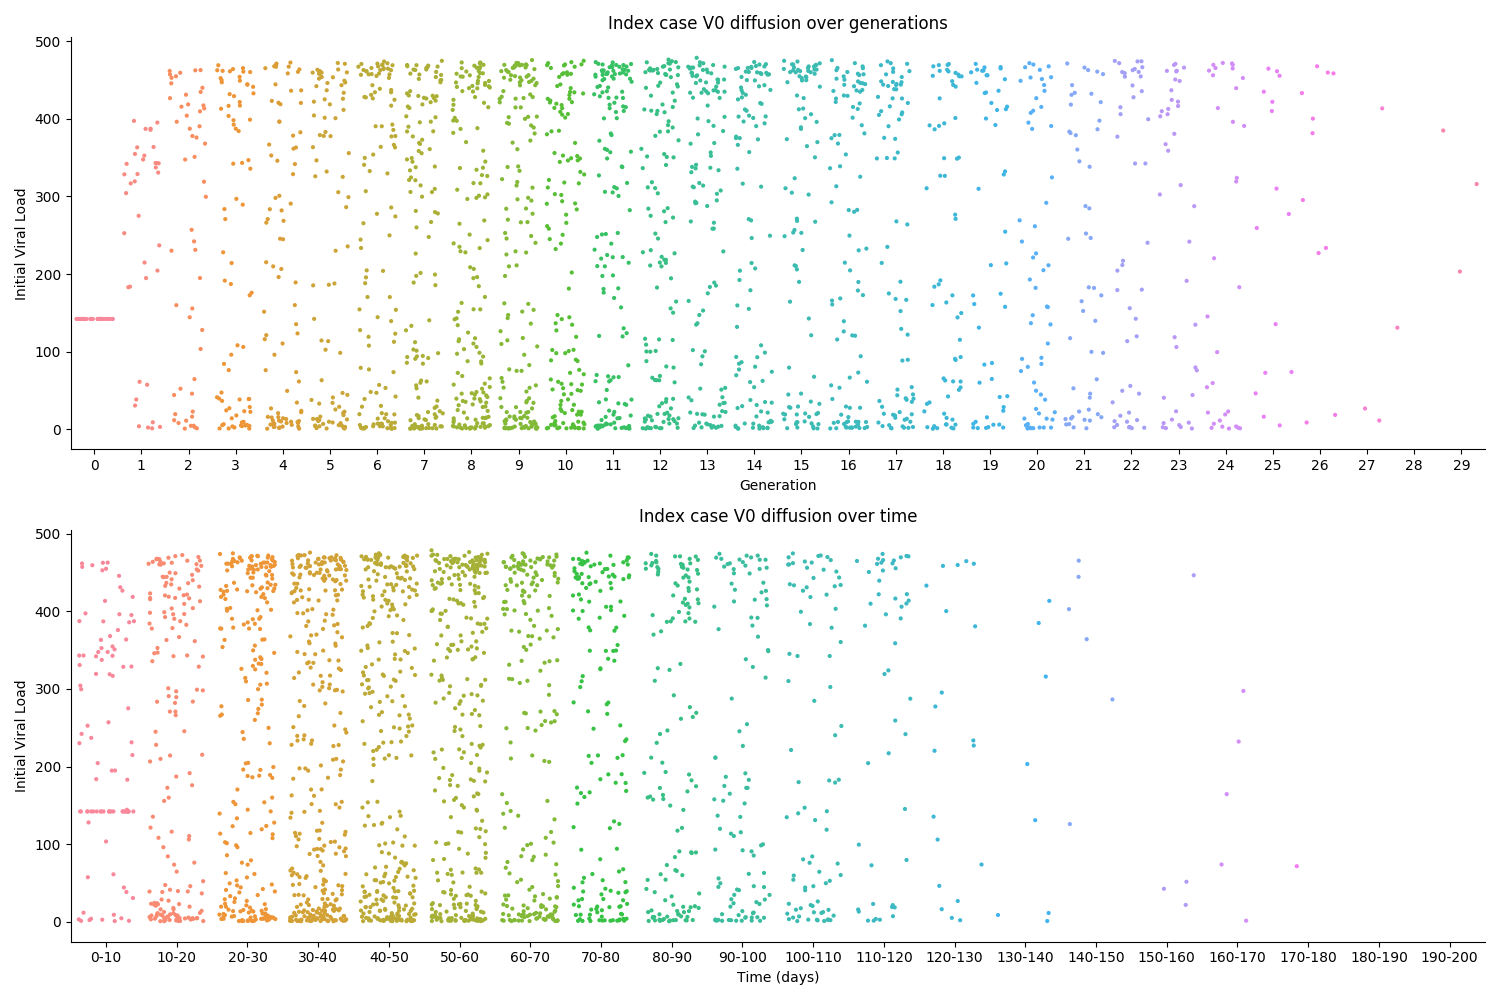 Index case V0 diffusion over generations
Initial Viral Load
500
400
300
200
100
0
0 1 2 3 4 5 6 7 8 9 10 11 12 13 14 15 16 17 18 19 20 21 22 23 24 25 26 27 28 29
Generation
Index case V0 diffusion over time
Initial Viral Load
500
400
300
200
100
0
0-10 10-20 20-30 30-40 40-50 50-60 60-70 70-80 80-90 90-100 100-110 110-120 120-130 130-140 140-150 150-160 160-170 170-180 180-190 190-200
Time (days)